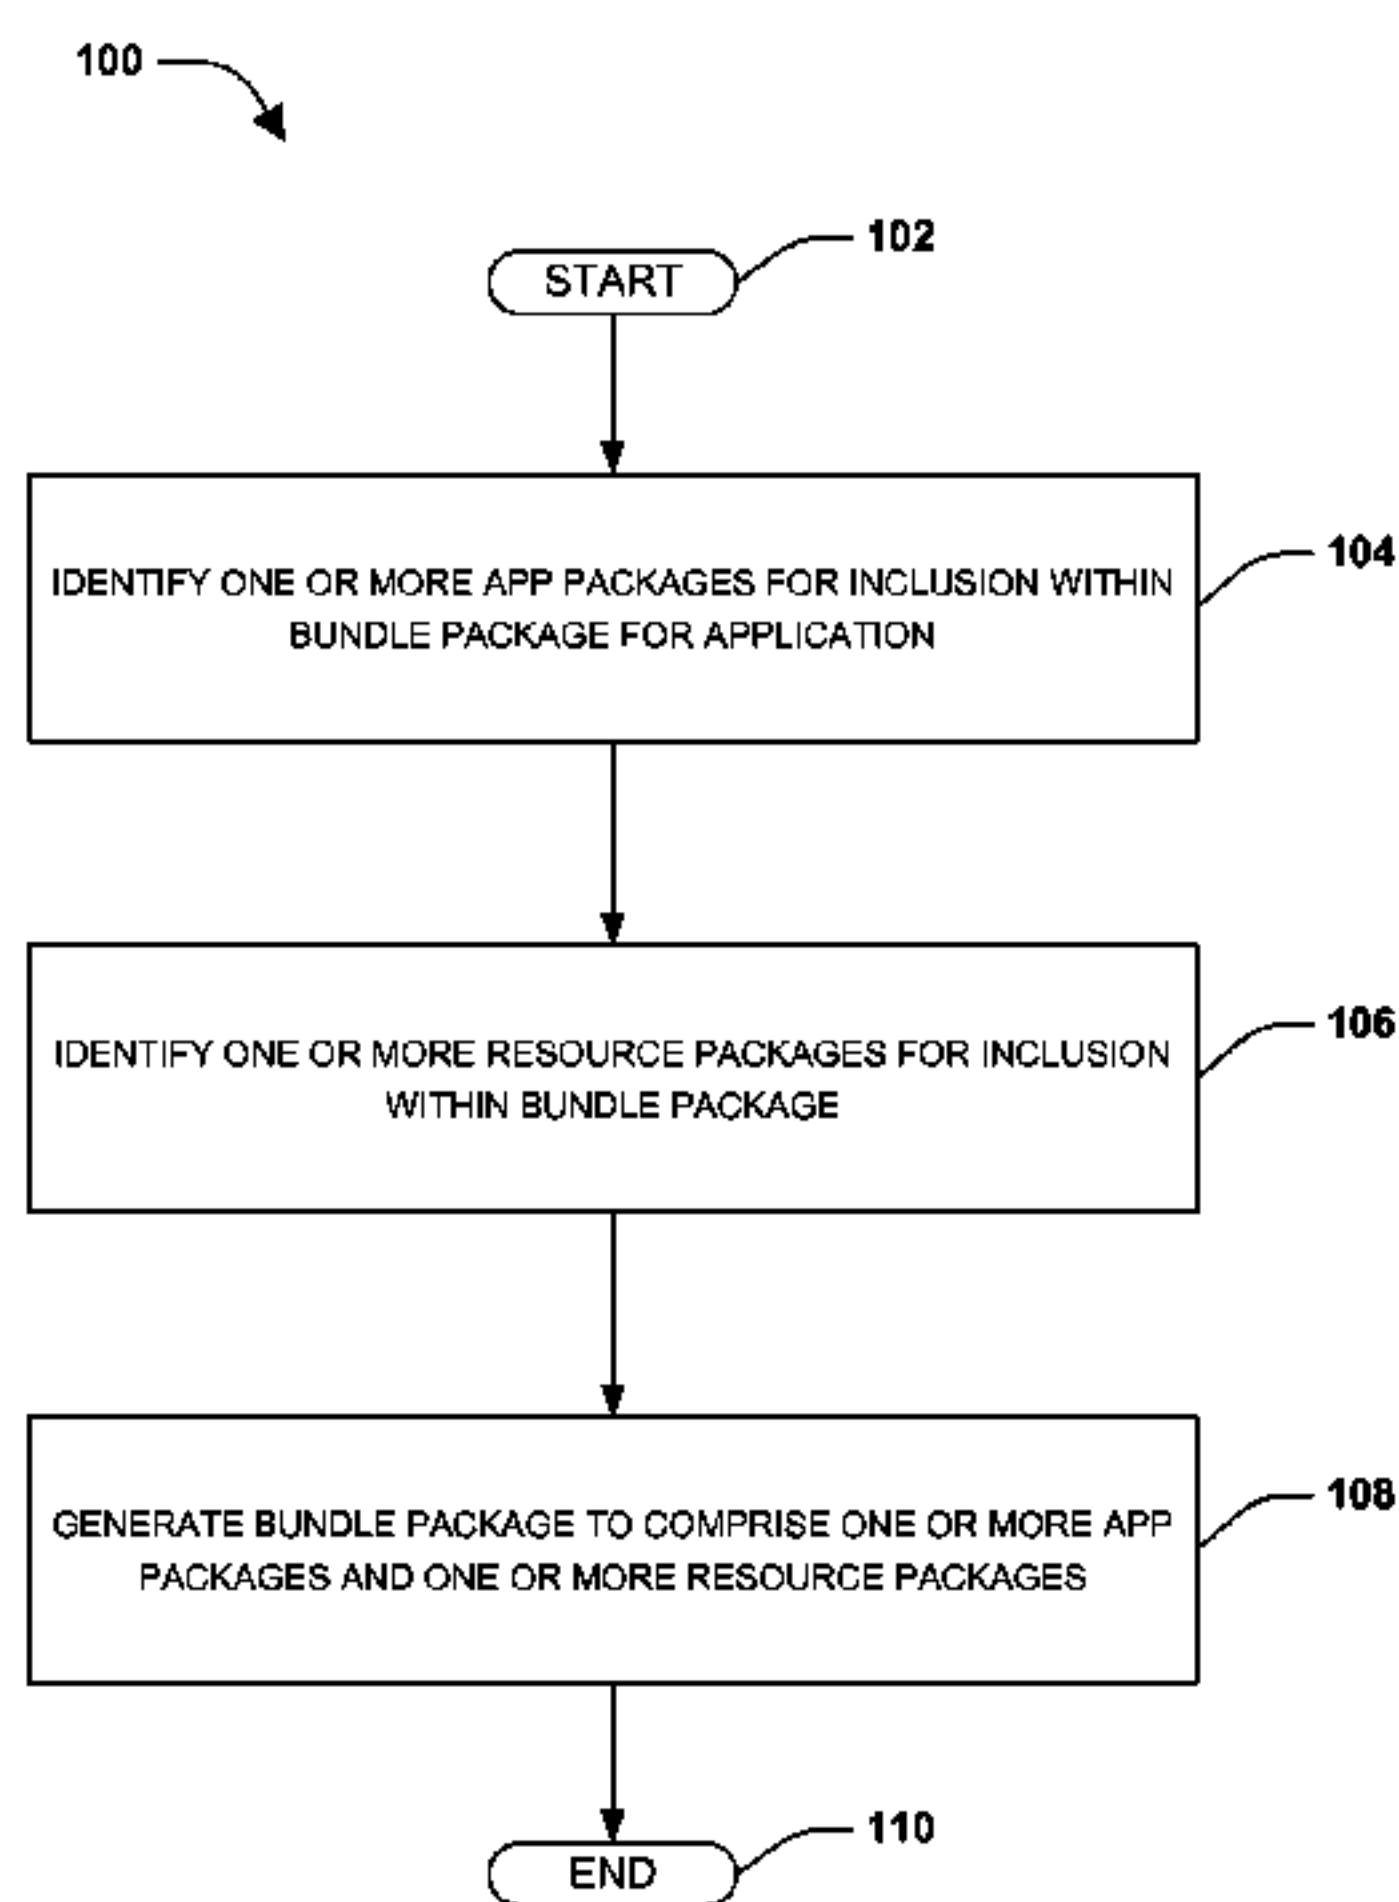 100
102
START
104
IDENTIFY ONE OR MORE APP PACKAGES FOR INCLUSION WITHIN
BUNDLE PACKAGE FOR APPLICATION
106
IDENTIFY ONE OR MORE RESOURCE PACKAGES FOR INCLUSION
WITHIN BUNDLE PACKAGE
108
GENERATE BUNDLE PACKAGE TO COMPRISE ONE OR MORE APP
PACKAGES AND ONE OR MORE RESOURCE PACKAGES
110
END